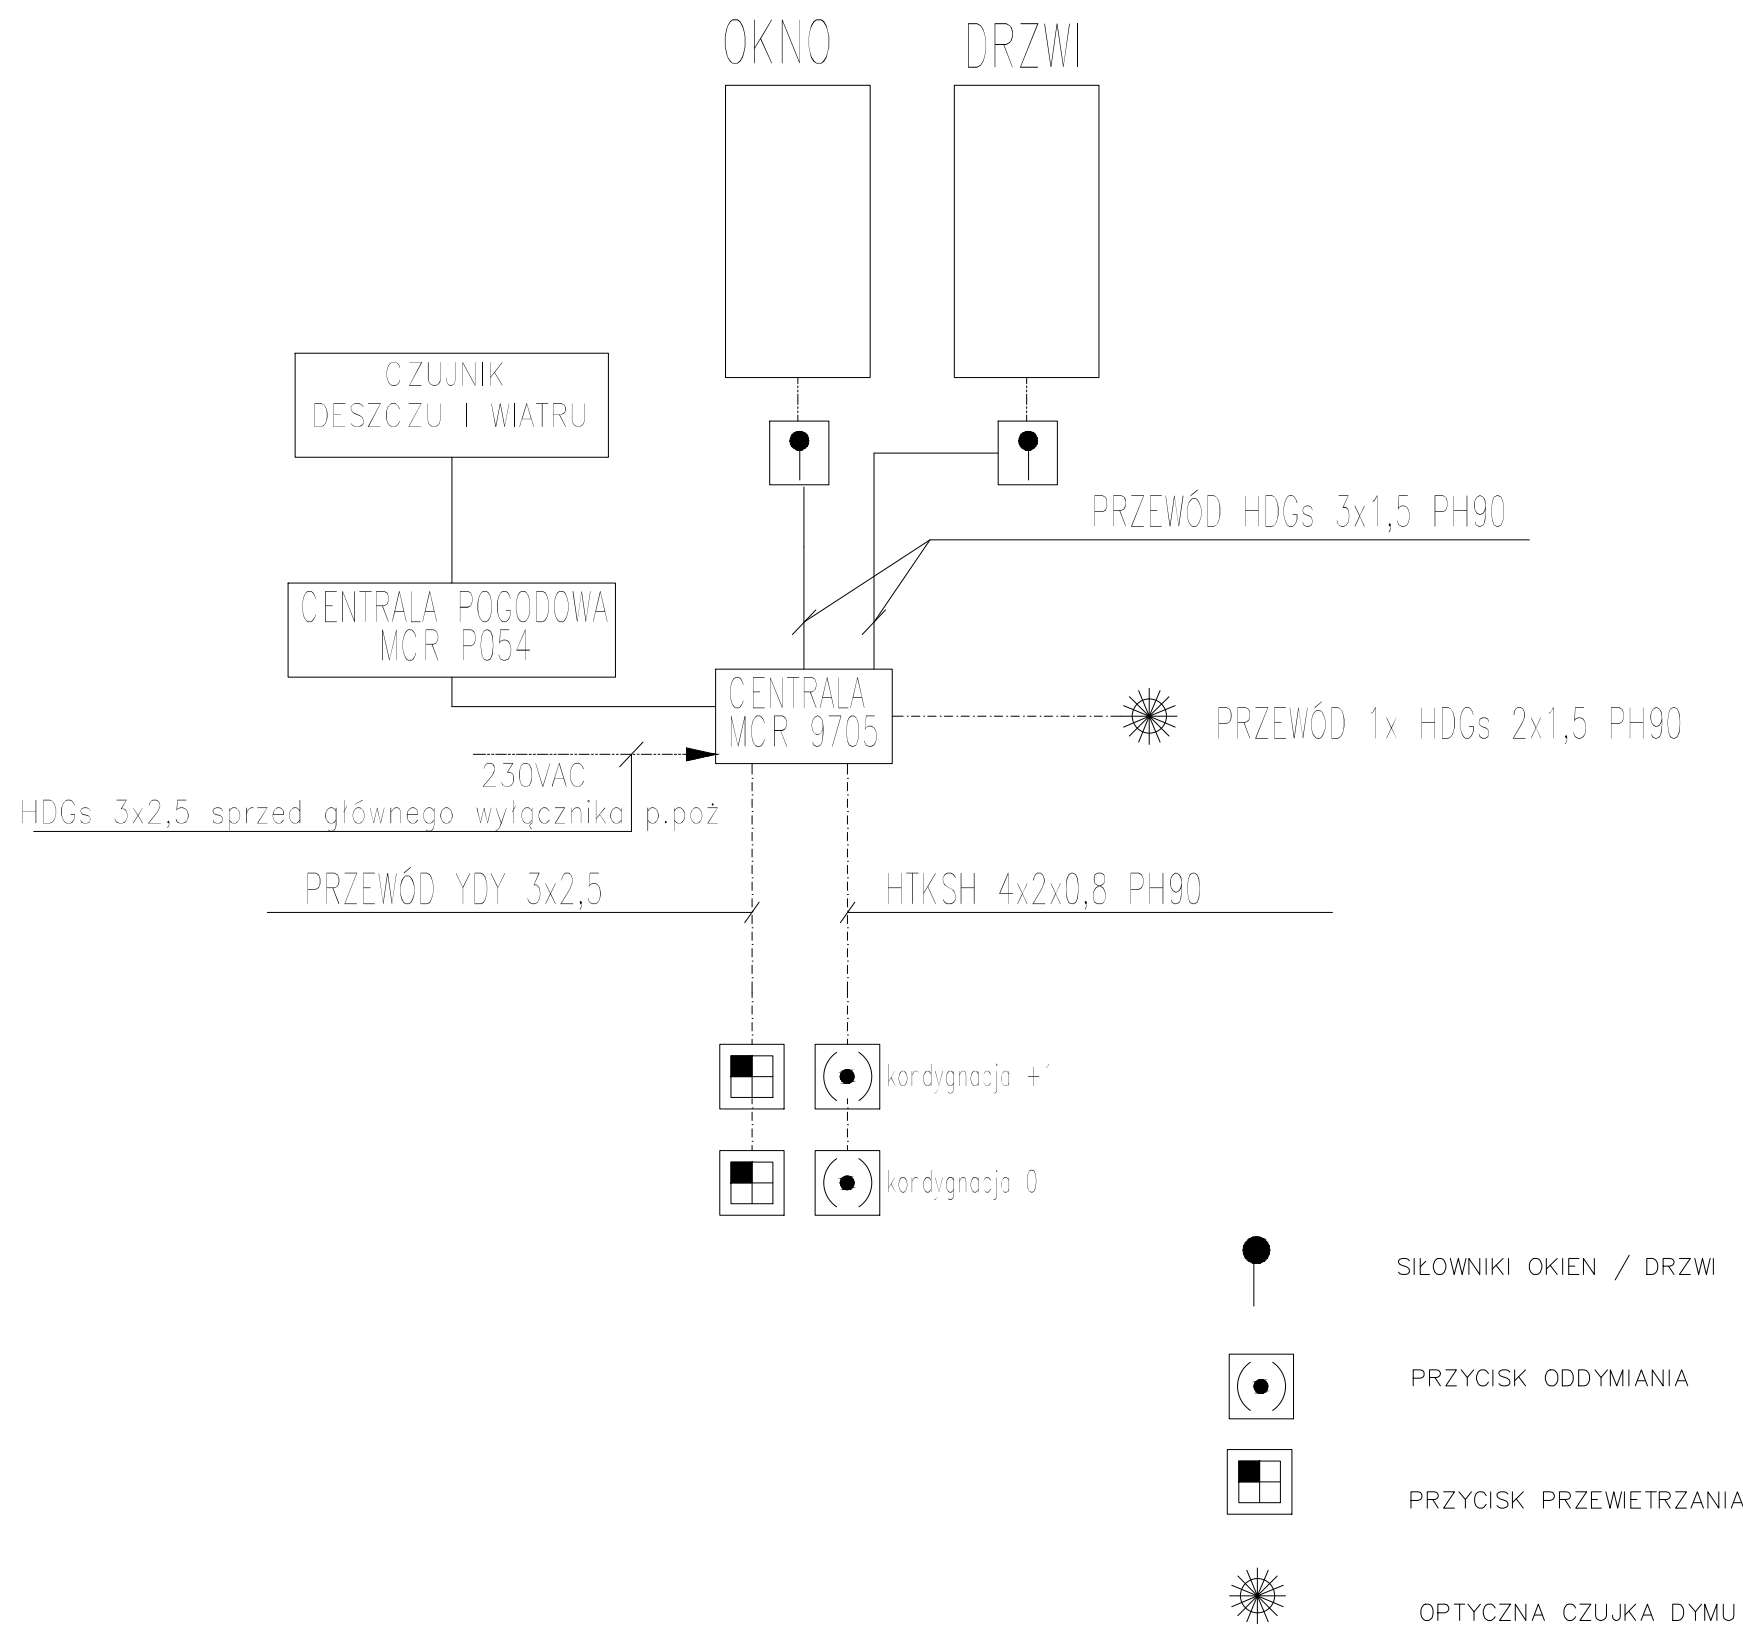 OKNO
DRZWI
CZUJNIK
DESZCZU I WIATRU
PRZEWÓD HDGs 3x1,5 PH90
CENTRALA POGODOWA
MCR P054
CENTRALA
MCR 9705
PRZEWÓD 1x HDGs 2x1,5 PH90
230VAC
HDGs 3x2,5 sprzed głównego wyłącznika p.poż
PRZEWÓD YDY 3x2,5
HTKSH 4x2x0,8 PH90
kordygnacja
kordygnacja 0
SIŁOWNIKI OKIEN / DRZWI
PRZYCISK ODDYMIANIA
PRZYCISK PRZEWIETRZANIA
OPTYCZNA CZUJKA DYMU